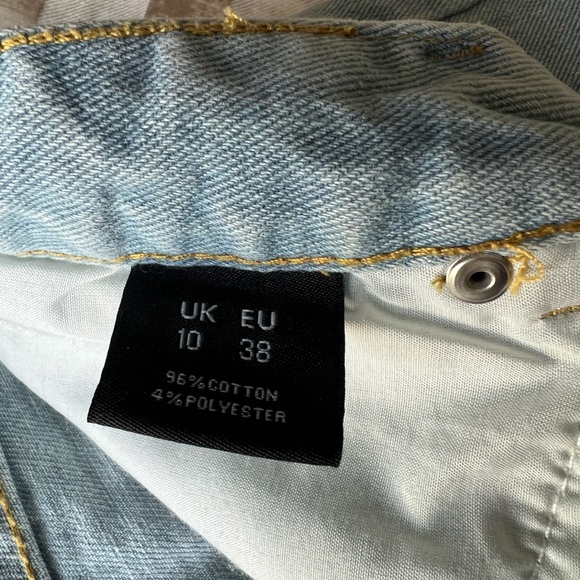 UK EU
10 38
96%COTTON
4%POLYESTER